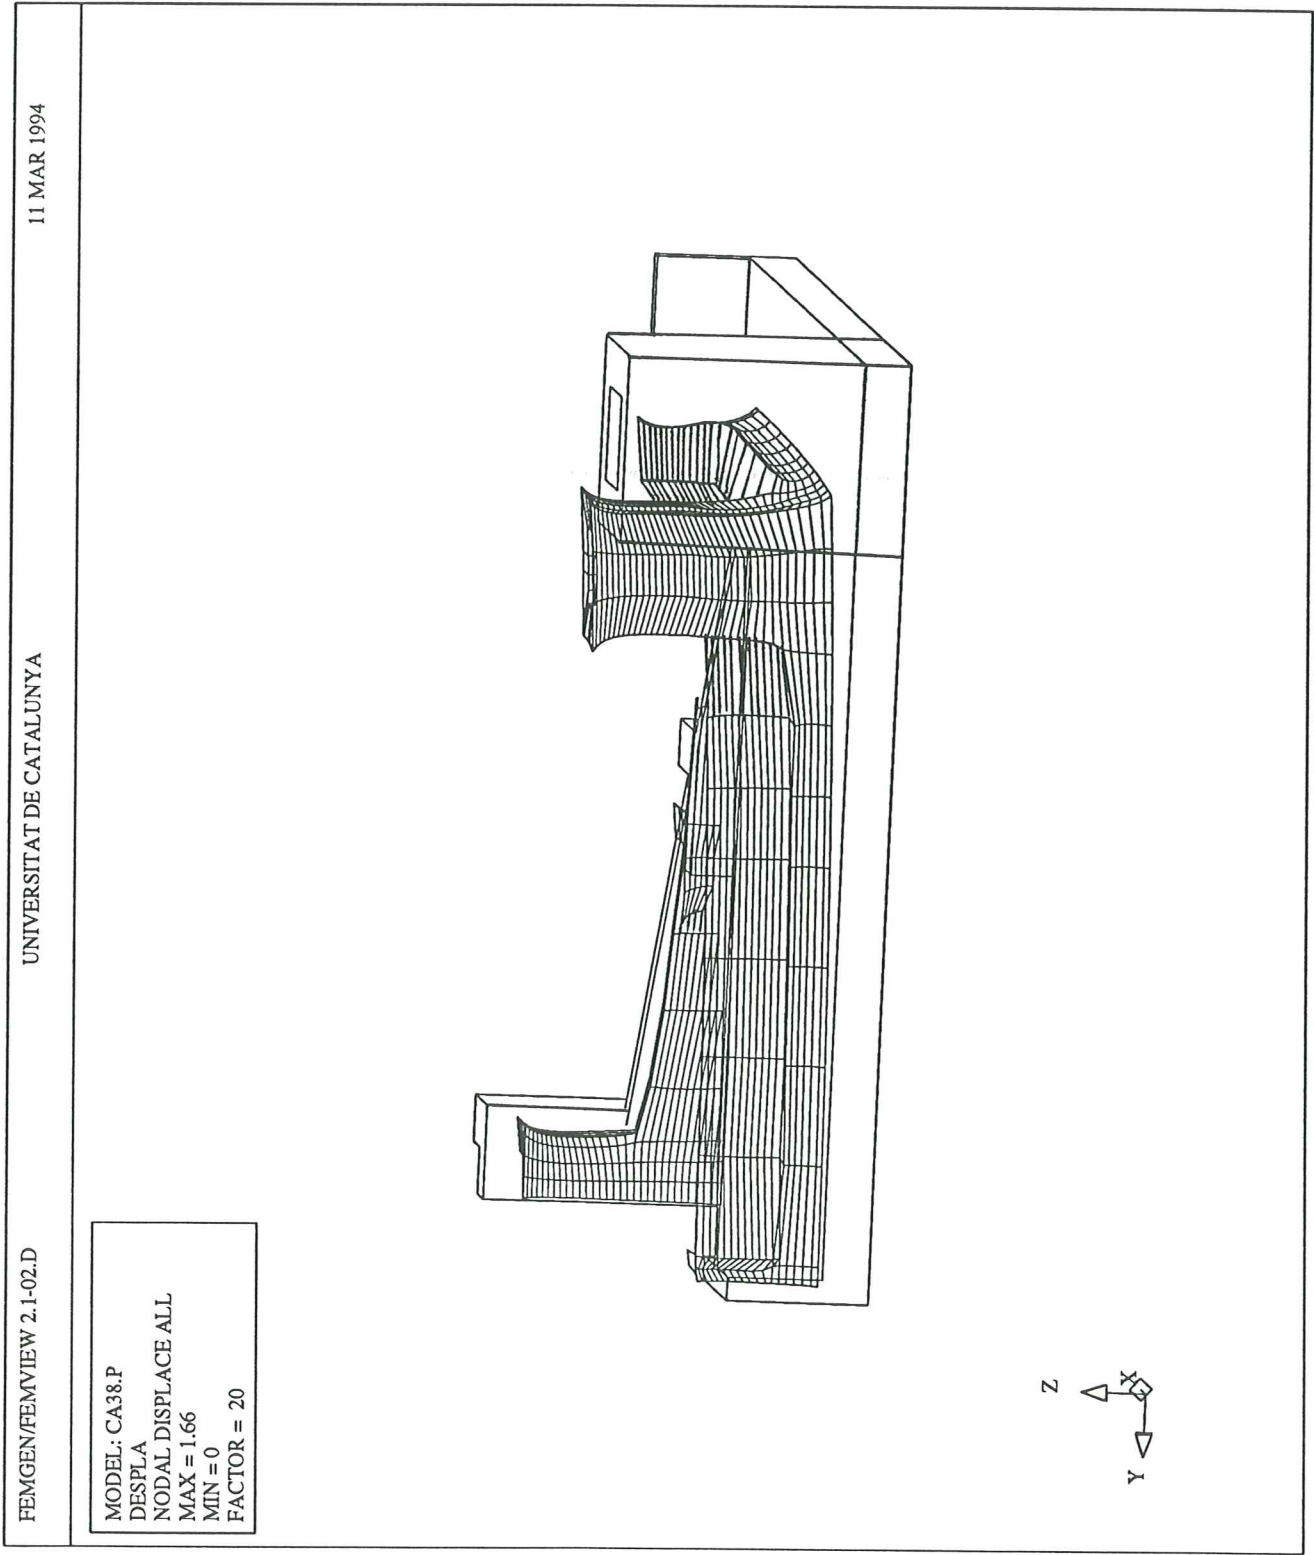 FEMGEN/FEMVIEW 2.1-02.D
UNIVERSITAT DE CATALUNYA
11 MAR 1994
MODEL: CA38.P
DESPLA
NODAL DISPLACE ALL
MAX = 1.66
MIN = 0
FACTOR = 20
Z
X
Y